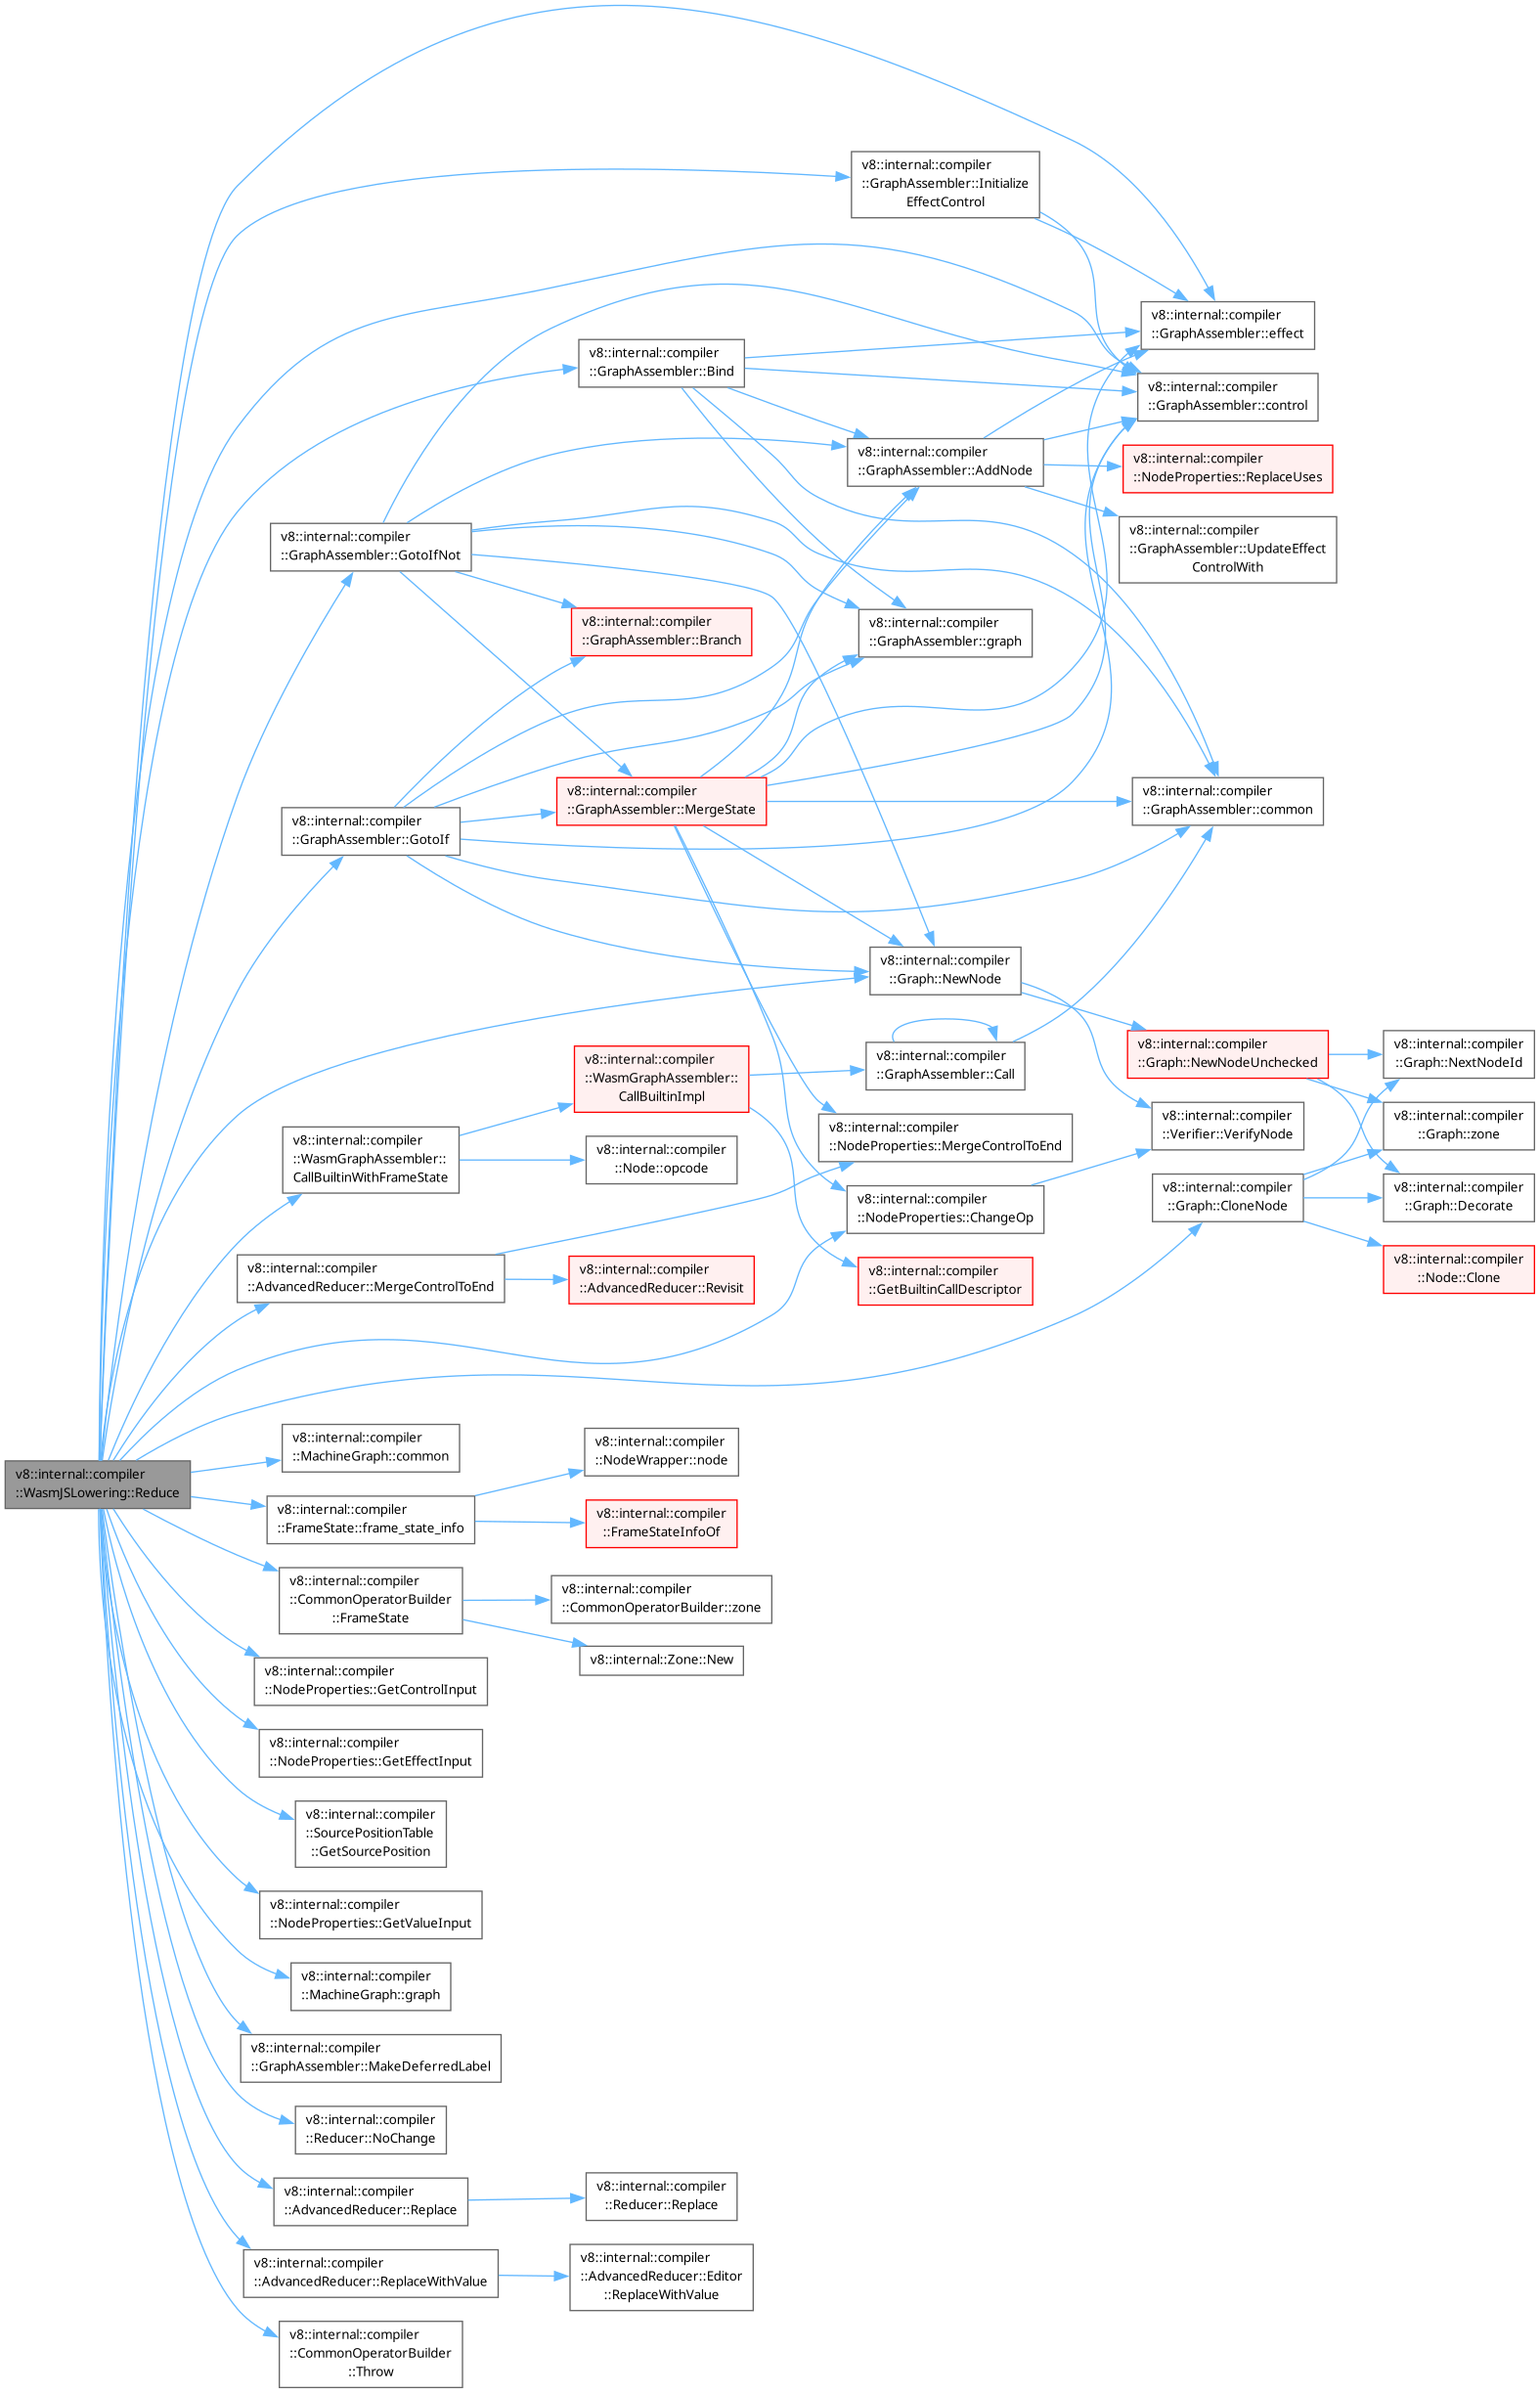 v8::internal::compiler
::GraphAssembler::Initialize
EffectControl
v8::internal::compiler
::GraphAssembler::effect
v8::internal::compiler
::GraphAssembler::Bind
v8::internal::compiler
::GraphAssembler::control
v8::internal::compiler
::GraphAssembler::AddNode
v8::internal::compiler
::NodeProperties::ReplaceUses
v8::internal::compiler
::GraphAssembler::GotoIfNot
v8::internal::compiler
::GraphAssembler::UpdateEffect
ControlWith
v8::internal::compiler
::GraphAssembler::Branch
v8::internal::compiler
::GraphAssembler::graph
v8::internal::compiler
::GraphAssembler::MergeState
v8::internal::compiler
::GraphAssembler::common
v8::internal::compiler
::GraphAssembler::GotoIf
v8::internal::compiler
::Graph::NewNode
v8::internal::compiler
::GraphAssembler::Call
v8::internal::compiler
::Graph::NewNodeUnchecked
v8::internal::compiler
::Graph::NextNodeId
v8::internal::compiler
::WasmGraphAssembler::
CallBuiltinImpl
v8::internal::compiler
::Verifier::VerifyNode
v8::internal::compiler
::Graph::zone
v8::internal::compiler
::WasmGraphAssembler::
CallBuiltinWithFrameState
v8::internal::compiler
::Node::opcode
v8::internal::compiler
::NodeProperties::MergeControlToEnd
v8::internal::compiler
::NodeProperties::ChangeOp
v8::internal::compiler
::Graph::CloneNode
v8::internal::compiler
::Graph::Decorate
v8::internal::compiler
::AdvancedReducer::MergeControlToEnd
v8::internal::compiler
::AdvancedReducer::Revisit
v8::internal::compiler
::GetBuiltinCallDescriptor
v8::internal::compiler
::Node::Clone
v8::internal::compiler
::MachineGraph::common
v8::internal::compiler
::NodeWrapper::node
v8::internal::compiler
::WasmJSLowering::Reduce
v8::internal::compiler
::FrameState::frame_state_info
v8::internal::compiler
::FrameStateInfoOf
v8::internal::compiler
::CommonOperatorBuilder
::FrameState
v8::internal::compiler
::CommonOperatorBuilder::zone
v8::internal::Zone::New
v8::internal::compiler
::NodeProperties::GetControlInput
v8::internal::compiler
::NodeProperties::GetEffectInput
v8::internal::compiler
::SourcePositionTable
::GetSourcePosition
v8::internal::compiler
::NodeProperties::GetValueInput
v8::internal::compiler
::MachineGraph::graph
v8::internal::compiler
::GraphAssembler::MakeDeferredLabel
v8::internal::compiler
::Reducer::NoChange
v8::internal::compiler
::AdvancedReducer::Replace
v8::internal::compiler
::Reducer::Replace
v8::internal::compiler
::AdvancedReducer::ReplaceWithValue
v8::internal::compiler
::AdvancedReducer::Editor
::ReplaceWithValue
v8::internal::compiler
::CommonOperatorBuilder
::Throw